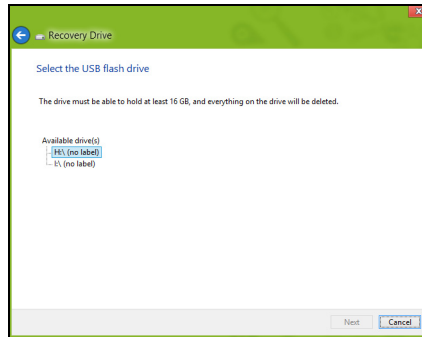 Recovery Drive
Select the USB flash drive
The drive must be able to hold at least 16 GB, and everything on the drive will be deleted.
Available drive(s)
H:\ (no label)
I:\ (no label)
Next
Cancel